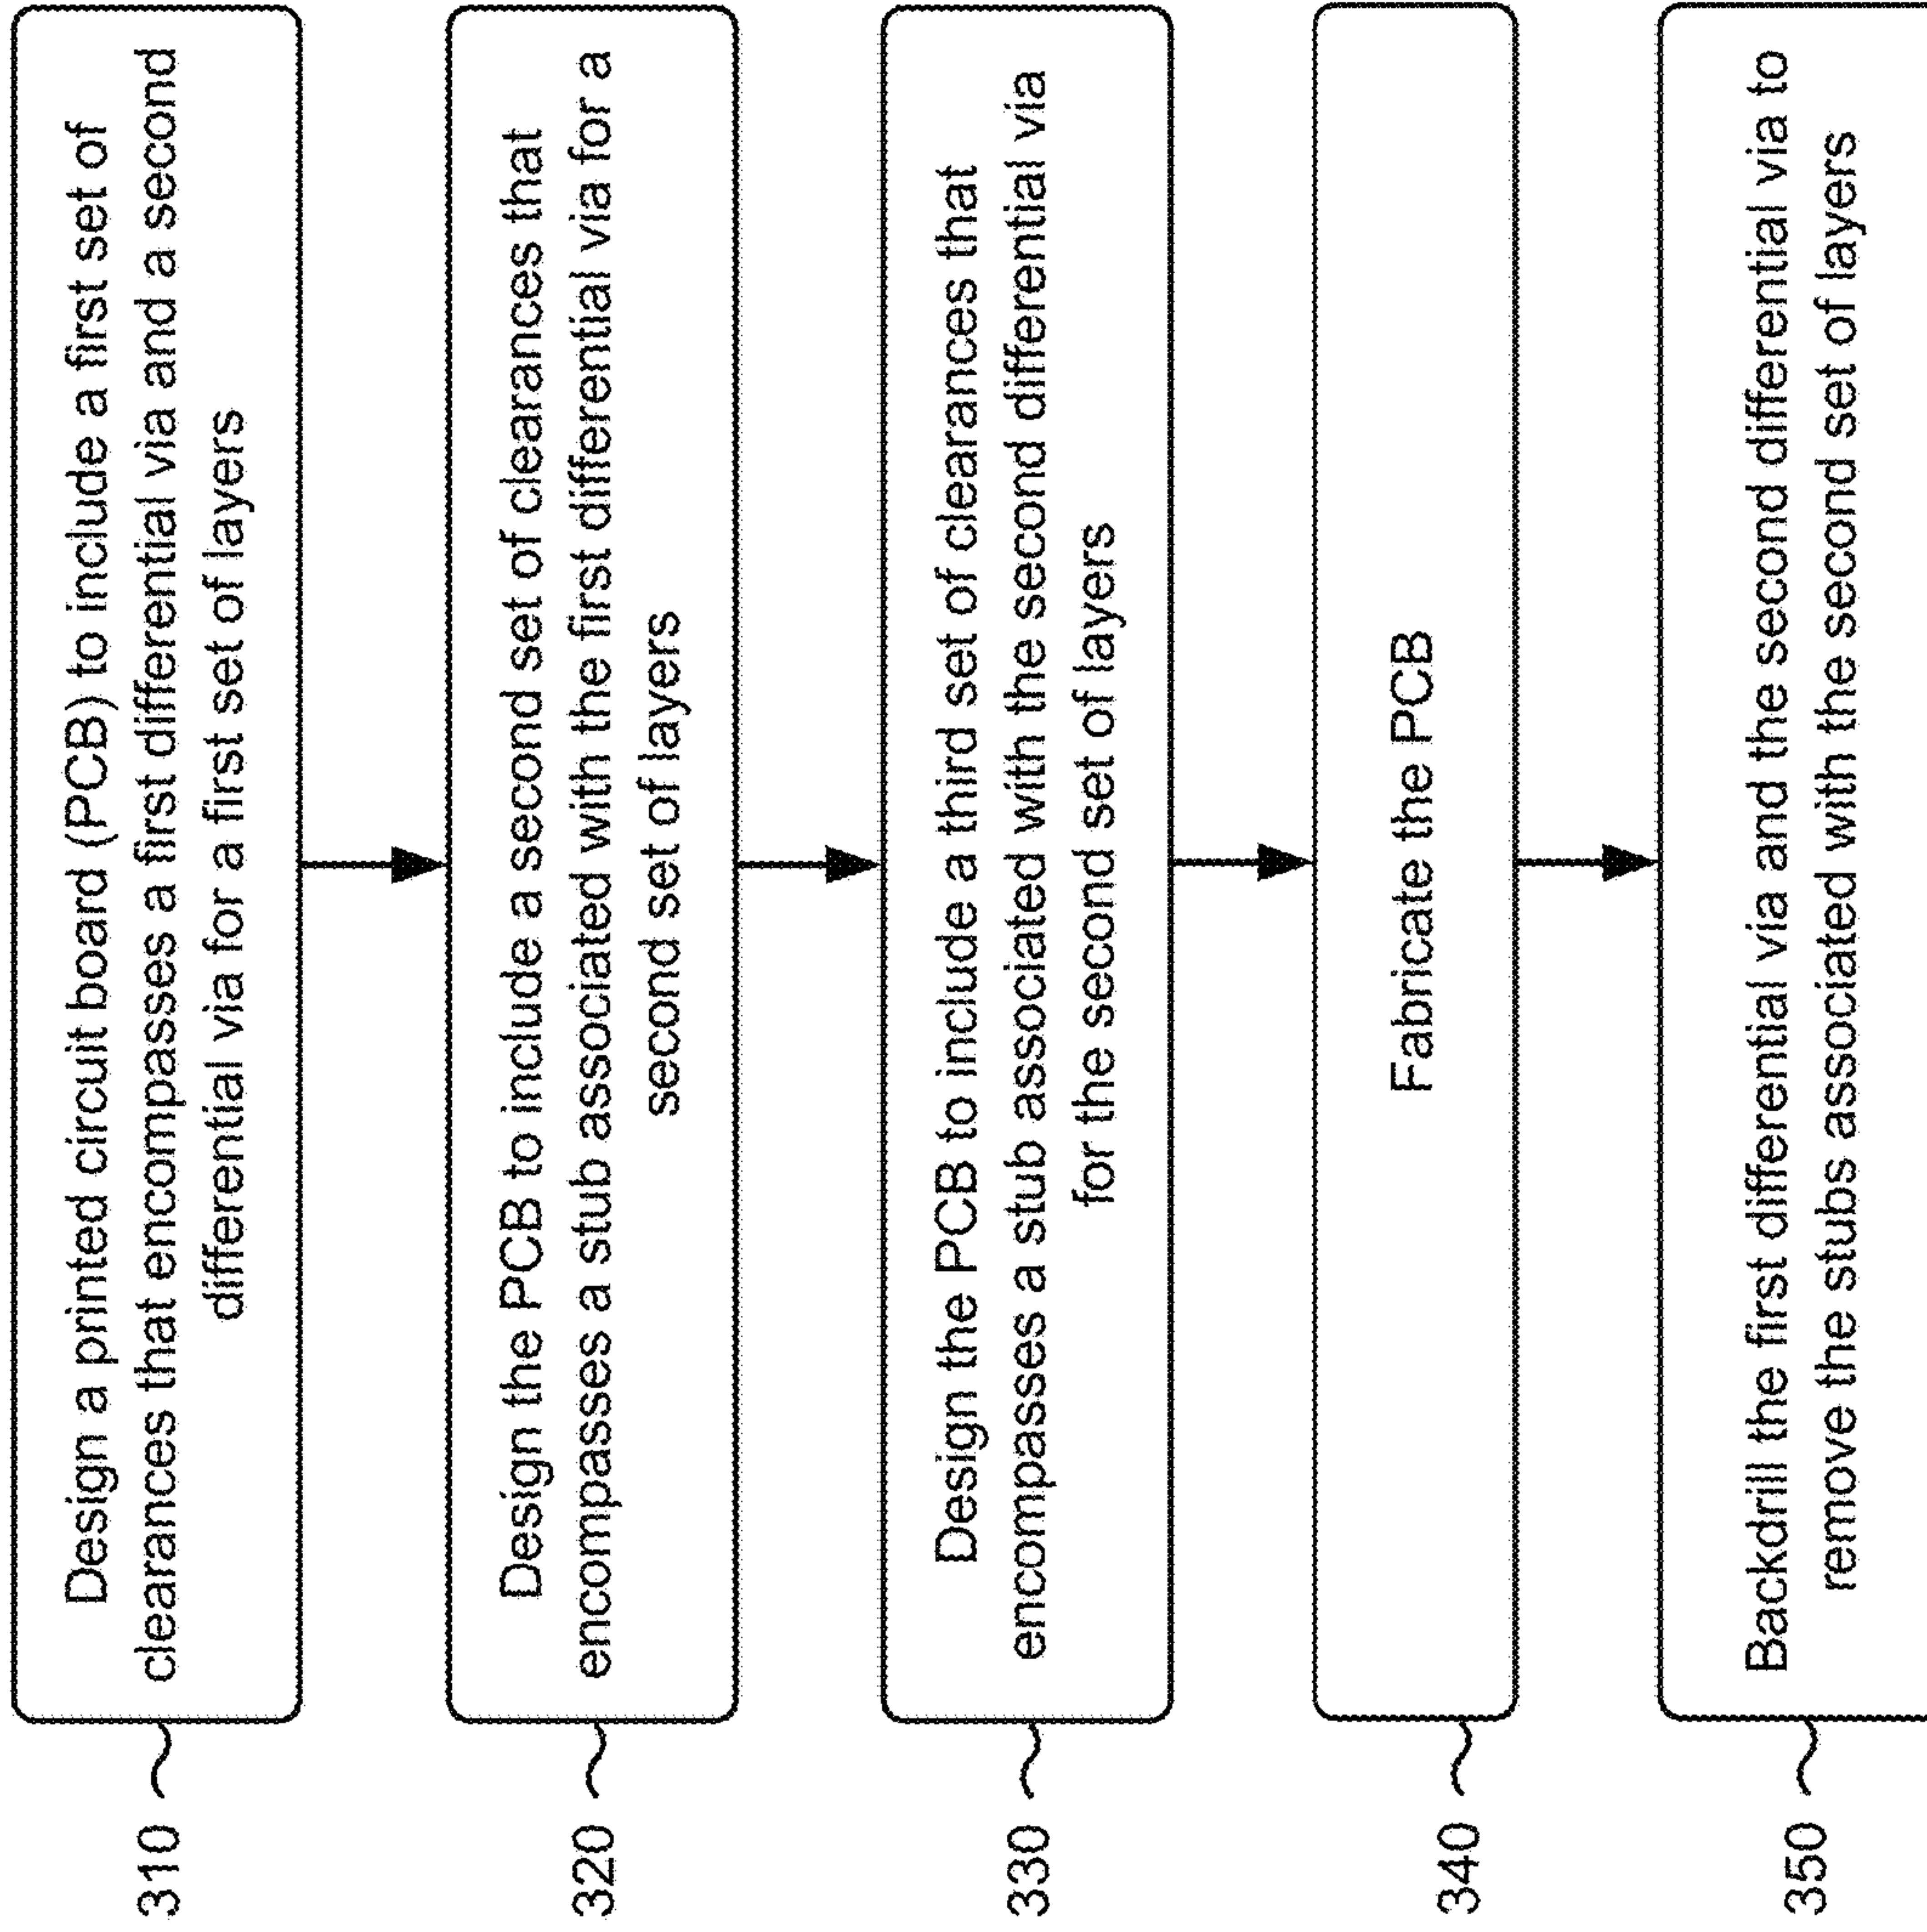 310
Design a printed circuit board (PCB) to include a first set of
clearances that encompasses a first differential via and a second
differential via for a first set of layers
320
Design the PCB to include a second set of clearances that
encompasses a stub associated with the first differential via for a
second set of layers
330
Design the PCB to include a third set of clearances that
encompasses a stub associated with the second differential via
for the second set of layers
340
Fabricate the PCB
350
Backdrill the first differential via and the second differential via to
remove the stubs associated with the second set of layers